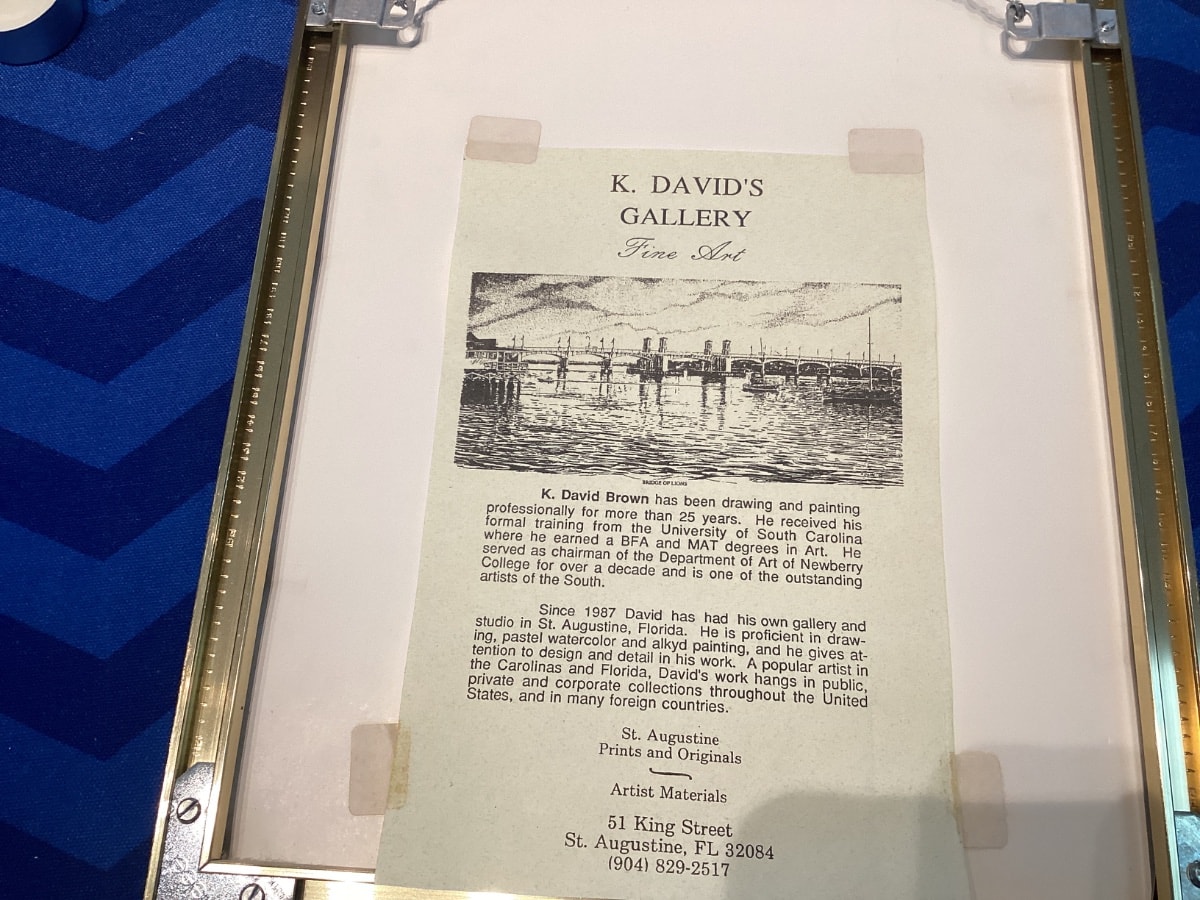 K. DAVID'S
GALLERY
Fine Art
BRIDGE OF LIONS
K. David Brown has been drawing and painting
professionally for more than 25 years. He received his
formal training from the University of South Carolina
where he earned a BFA and MAT degrees in Art. He
served as chairman of the Department of Art of Newberry
College for over a decade and is one of the outstanding
artists of the South.
Since 1987 David has had his own gallery and
studio in St. Augustine, Florida. He is proficient in draw-
ing, pastel watercolor and alkyd painting, and he gives at-
tention to design and detail in his work. A popular artist in
the Carolinas and Florida, David's work hangs in public,
private and corporate collections throughout the United
States, and in many foreign countries.
St. Augustine
Prints and Originals
Artist Materials
51 King Street
St. Augustine, FL 32084
(904) 829-2517